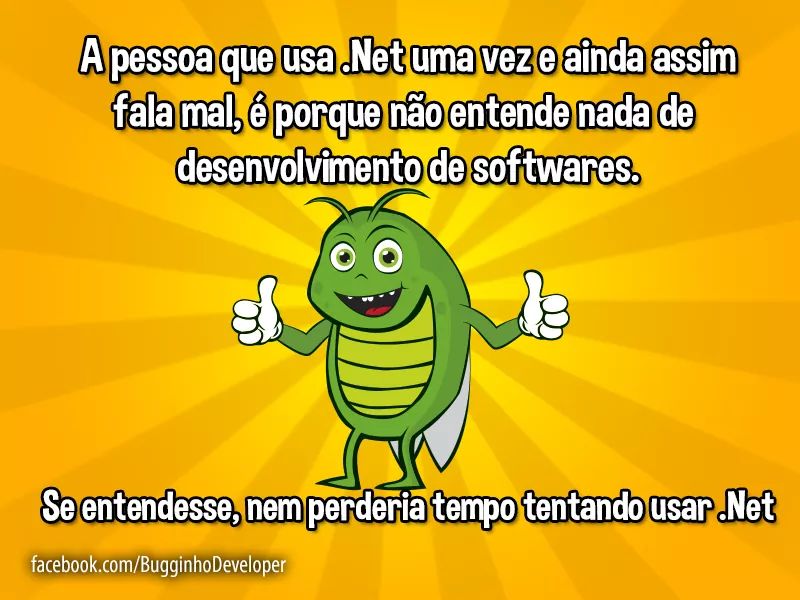 A pessoa que usa .Net uma vez e ainda assim
fala mal, é porque não entende nada de
desenvolvimento de softwares.
Se entendesse, nem perderia tempo tentando usar .Net
facebook.com/BugginhoDeveloper